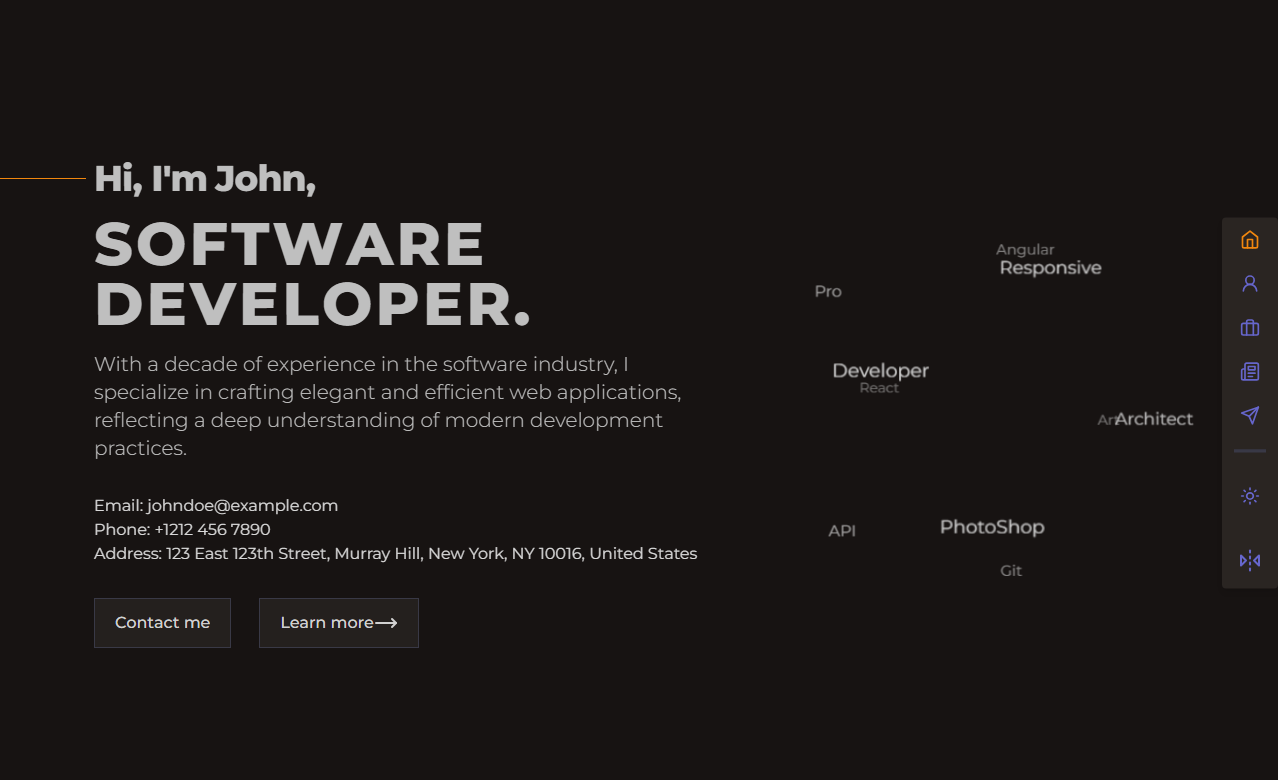 Hi, I'm John,
SOFTWARE
DEVELOPER.
With a decade of experience in the software industry, I
specialize in crafting elegant and efficient web applications,
reflecting a deep understanding of modern development
practices.
Email: johndoe@example.com
Phone: +1212 456 7890
Address: 123 East 123th Street, Murray Hill, New York, NY 10016, United States
Contact me
Learn more
Angular
Responsive
Pro
Developer
React
Architect
API
PhotoShop
Git